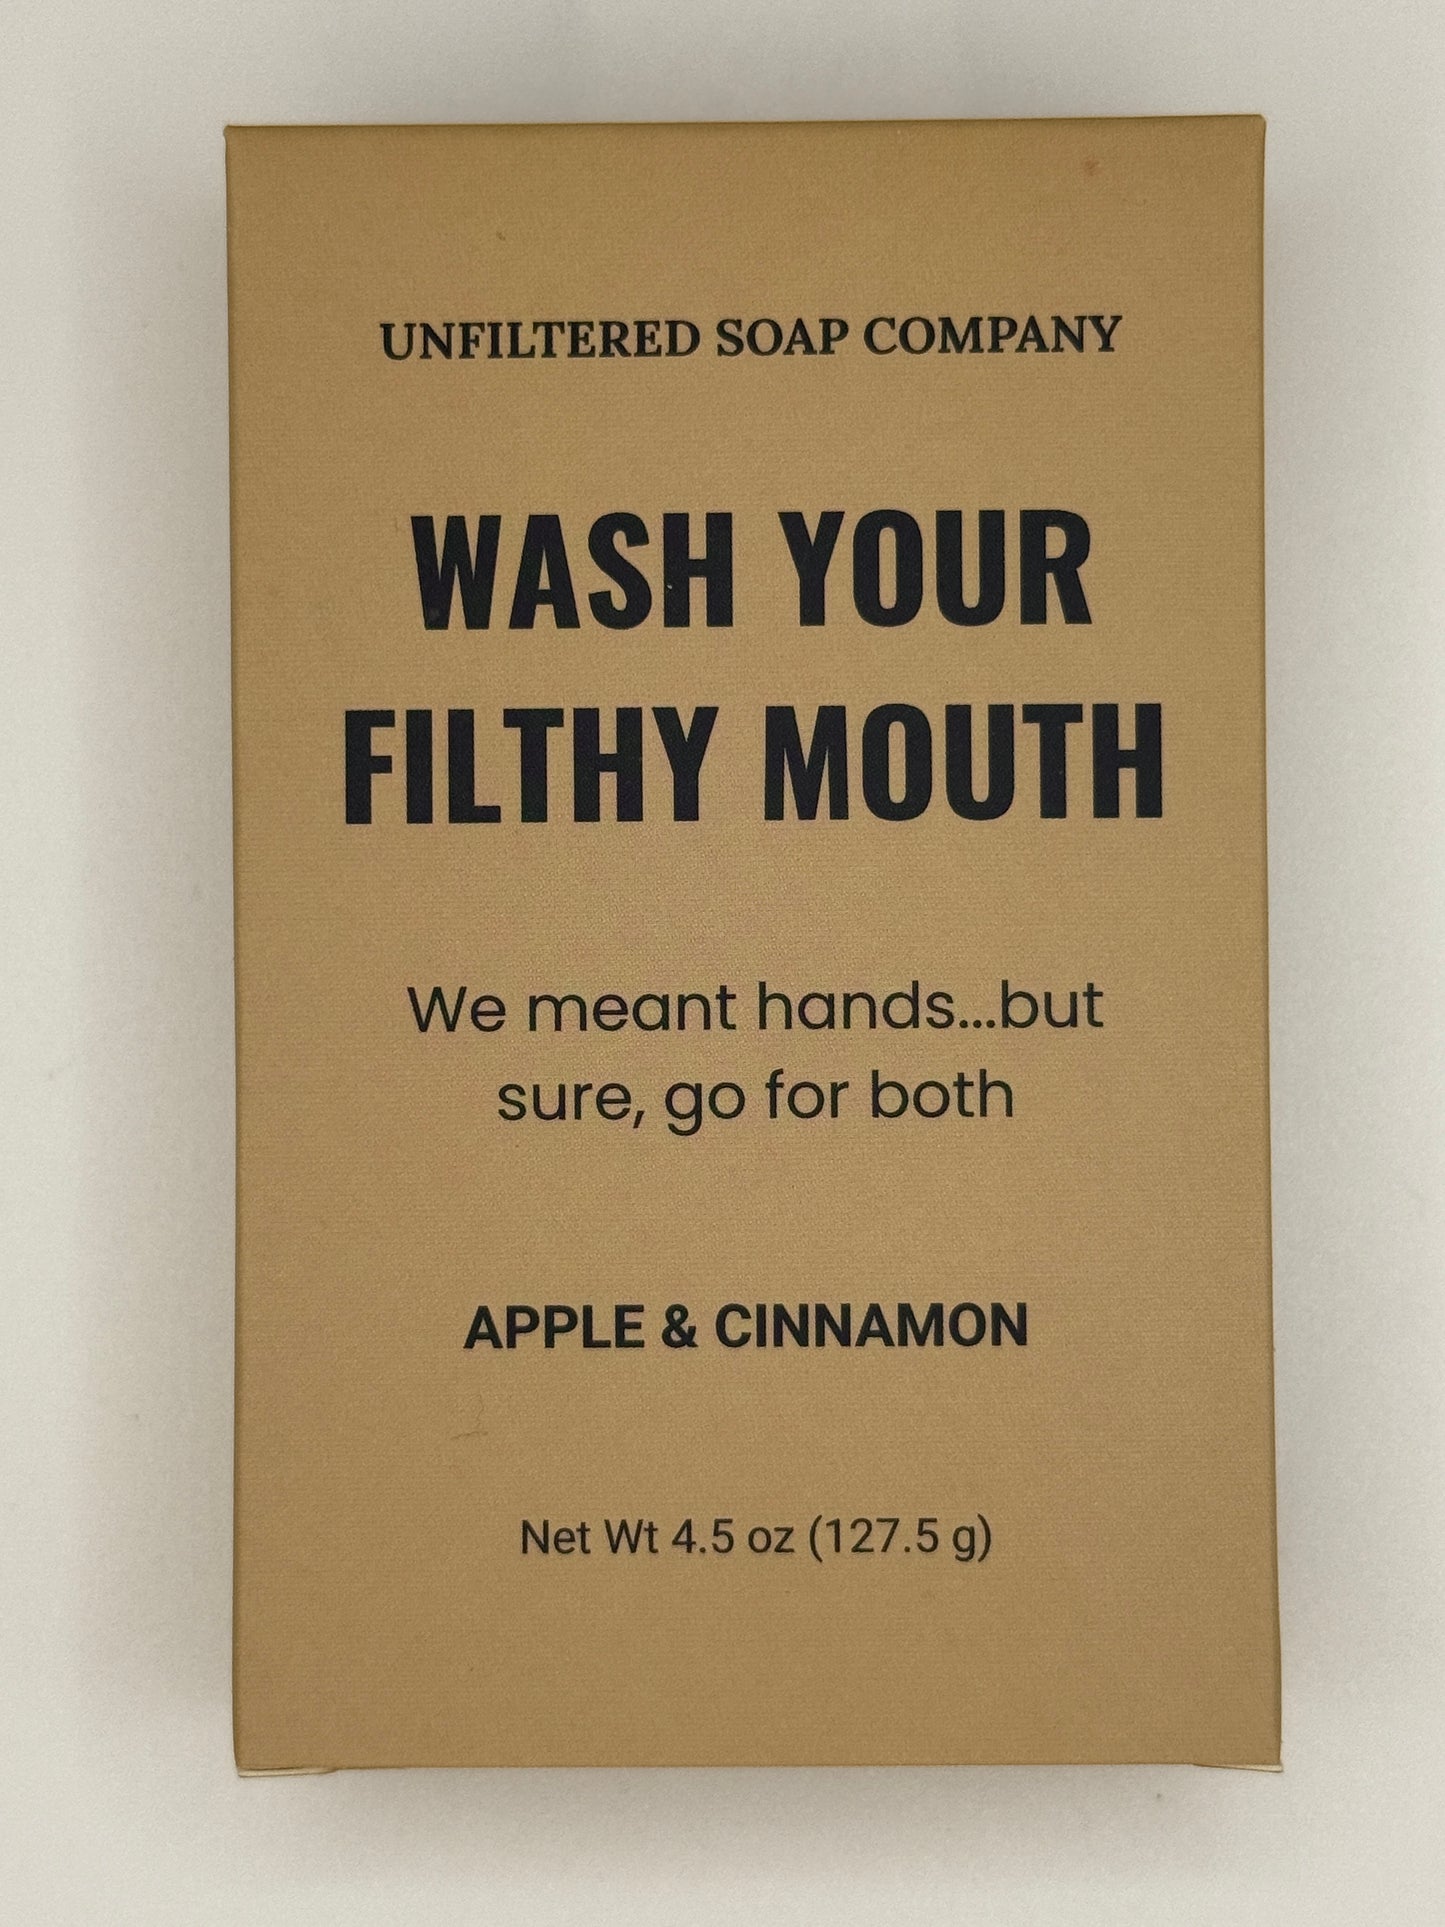 UNFILTERED SOAP COMPANY
WASH YOUR
FILTHY MOUTH
We meant hands...but
sure, go for both
APPLE & CINNAMON
Net Wt 4.5 oz (127.5 g)